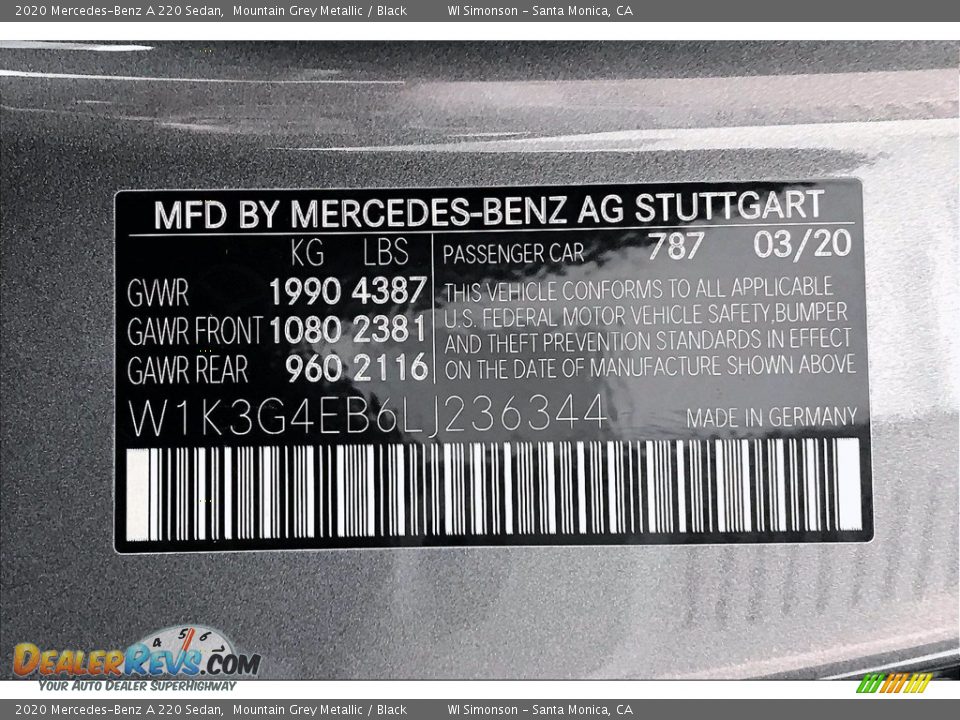 2020 Mercedes-Benz A 220 Sedan, Mountain Grey Metallic / Black WI Simonson - Santa Monica, CA
MFD BY MERCEDES-BENZ AG STUTTGART
KG LBS PASSENGER CAR 787 03/20
GVWR 1990 4387 THIS VEHICLE CONFORMS TO ALL APPLICABLE
GAWR FRONT 1080 2381 U.S. FEDERAL MOTOR VEHICLE SAFETY,BUMPER
AND THEFT PREVENTION STANDARDS IN EFFECT
GAWR REAR 960 2116 ON THE DATE OF MANUFACTURE SHOWN ABOVE
W1K3G4EB6LJ236344 MADE IN GERMANY
4 5 6
DEALERREVS.COM
YOUR AUTO DEALER SUPERHIGHWAY
2020 Mercedes-Benz A 220 Sedan, Mountain Grey Metallic / Black WI Simonson - Santa Monica, CA